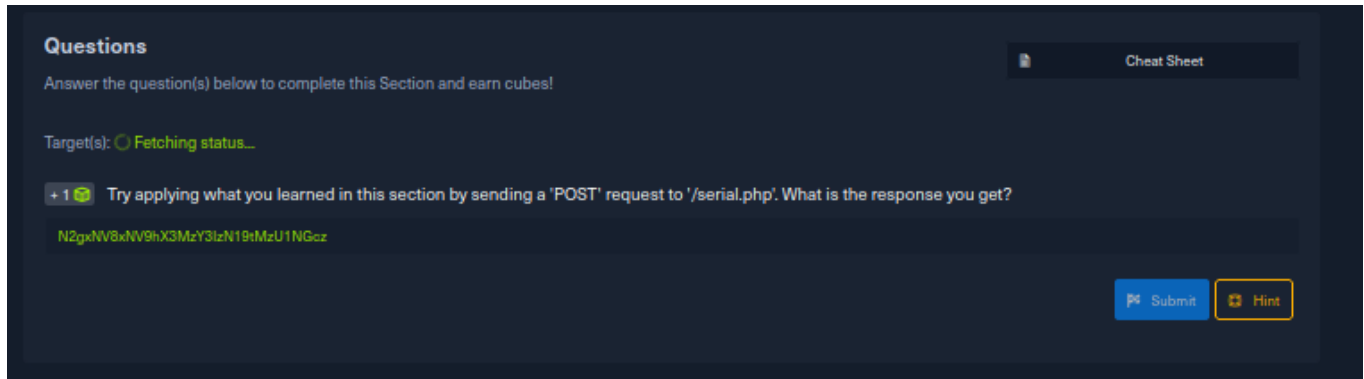 Questions
Cheat Sheet
Answer the question(s) below to complete this Section and earn cubes!
Target(s): Fetching status...
+ 1 Try applying what you learned in this section by sending a 'POST' request to '/serial.php'. What is the response you get?
N2gxNV8xNV9hX3MzY3IzN19tMzU1NGcz
Submit
Hint